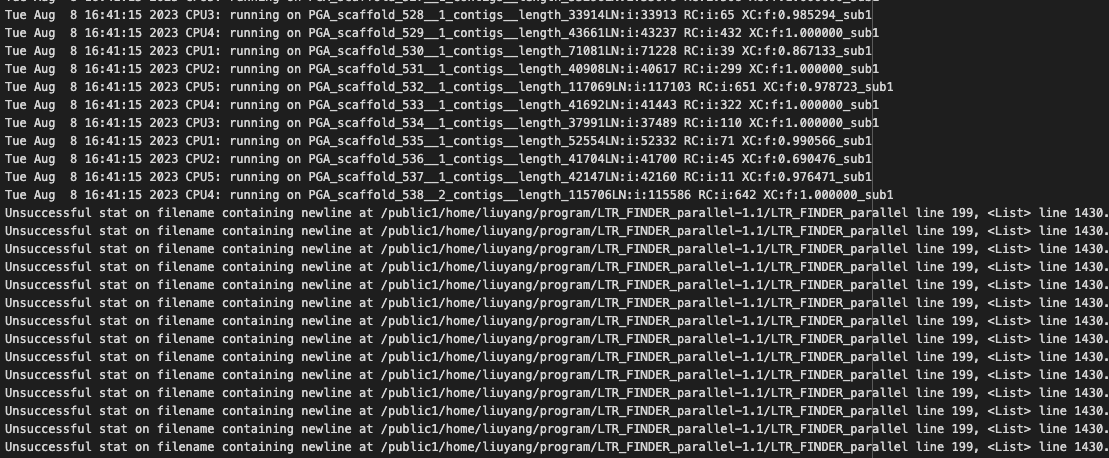 Tue Aug  8 16:41:15 2023 CPU3: running on PGA_scaffold_528__1_contigs__length_33914LN:i:33913 RC:i:65 XC:f:0.985294_sub1
Tue Aug  8 16:41:15 2023 CPU4: running on PGA_scaffold_529__1_contigs__length_43661LN:i:43237 RC:i:432 XC:f:1.000000_sub1
Tue Aug  8 16:41:15 2023 CPU1: running on PGA_scaffold_530__1_contigs__length_71081LN:i:71228 RC:i:39 XC:f:0.867133_sub1
Tue Aug  8 16:41:15 2023 CPU2: running on PGA_scaffold_531__1_contigs__length_40908LN:i:40617 RC:i:299 XC:f:1.000000_sub1
Tue Aug  8 16:41:15 2023 CPU5: running on PGA_scaffold_532__1_contigs__length_117069LN:i:117103 RC:i:651 XC:f:0.978723_sub1
Tue Aug  8 16:41:15 2023 CPU4: running on PGA_scaffold_533__1_contigs__length_41692LN:i:41443 RC:i:322 XC:f:1.000000_sub1
Tue Aug  8 16:41:15 2023 CPU3: running on PGA_scaffold_534__1_contigs__length_37991LN:i:37489 RC:i:110 XC:f:1.000000_sub1
Tue Aug  8 16:41:15 2023 CPU1: running on PGA_scaffold_535__1_contigs__length_52554LN:i:52332 RC:i:71 XC:f:0.990566_sub1
Tue Aug  8 16:41:15 2023 CPU2: running on PGA_scaffold_536__1_contigs__length_41704LN:i:41700 RC:i:45 XC:f:0.690476_sub1
Tue Aug  8 16:41:15 2023 CPU5: running on PGA_scaffold_537__1_contigs__length_42147LN:i:42160 RC:i:11 XC:f:0.976471_sub1
Tue Aug  8 16:41:15 2023 CPU4: running on PGA_scaffold_538__2_contigs__length_115706LN:i:115586 RC:i:642 XC:f:1.000000_sub1
Unsuccessful stat on filename containing newline at /public1/home/liuyang/program/LTR_FINDER_parallel-1.1/LTR_FINDER_parallel line 199, <List> line 1430.
Unsuccessful stat on filename containing newline at /public1/home/liuyang/program/LTR_FINDER_parallel-1.1/LTR_FINDER_parallel line 199, <List> line 1430.
Unsuccessful stat on filename containing newline at /public1/home/liuyang/program/LTR_FINDER_parallel-1.1/LTR_FINDER_parallel line 199, <List> line 1430.
Unsuccessful stat on filename containing newline at /public1/home/liuyang/program/LTR_FINDER_parallel-1.1/LTR_FINDER_parallel line 199, <List> line 1430.
Unsuccessful stat on filename containing newline at /public1/home/liuyang/program/LTR_FINDER_parallel-1.1/LTR_FINDER_parallel line 199, <List> line 1430.
Unsuccessful stat on filename containing newline at /public1/home/liuyang/program/LTR_FINDER_parallel-1.1/LTR_FINDER_parallel line 199, <List> line 1430.
Unsuccessful stat on filename containing newline at /public1/home/liuyang/program/LTR_FINDER_parallel-1.1/LTR_FINDER_parallel line 199, <List> line 1430.
Unsuccessful stat on filename containing newline at /public1/home/liuyang/program/LTR_FINDER_parallel-1.1/LTR_FINDER_parallel line 199, <List> line 1430.
Unsuccessful stat on filename containing newline at /public1/home/liuyang/program/LTR_FINDER_parallel-1.1/LTR_FINDER_parallel line 199, <List> line 1430.
Unsuccessful stat on filename containing newline at /public1/home/liuyang/program/LTR_FINDER_parallel-1.1/LTR_FINDER_parallel line 199, <List> line 1430.
Unsuccessful stat on filename containing newline at /public1/home/liuyang/program/LTR_FINDER_parallel-1.1/LTR_FINDER_parallel line 199, <List> line 1430.
Unsuccessful stat on filename containing newline at /public1/home/liuyang/program/LTR_FINDER_parallel-1.1/LTR_FINDER_parallel line 199, <List> line 1430.
Unsuccessful stat on filename containing newline at /public1/home/liuyang/program/LTR_FINDER_parallel-1.1/LTR_FINDER_parallel line 199, <List> line 1430.
Unsuccessful stat on filename containing newline at /public1/home/liuyang/program/LTR_FINDER_parallel-1.1/LTR_FINDER_parallel line 199, <List> line 1430.